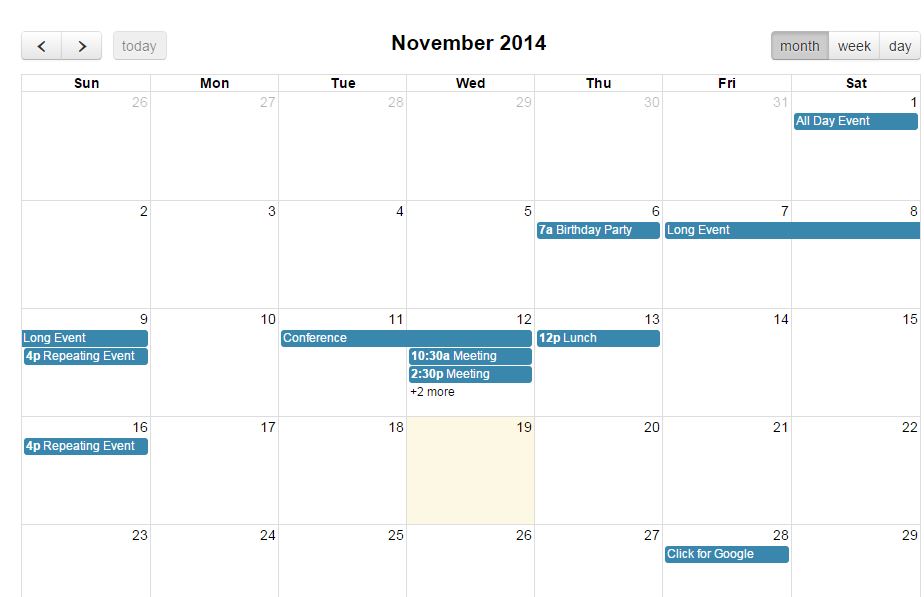 today November 2014 month week day
Sun Mon Tue Wed Thu Fri Sat
26 27 28 29 30 31 1
All Day Event
2 3 4 5 6 7 8
7a Birthday Party Long Event
9 10 11 12 13 14 15
Long Event Conference 12p Lunch
4p Repeating Event 10:30a Meeting
2:30p Meeting
+2 more
16 17 18 19 20 21 22
4p Repeating Event
23 24 25 26 27 28 29
Click for Google